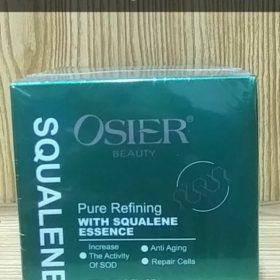 SQUALENE
OSIER®
BEAUTY
Pure Refining
WITH SQUALENE
ESSENCE
Increase
The Activity
Of SOD
Anti Aging
Repair Cells